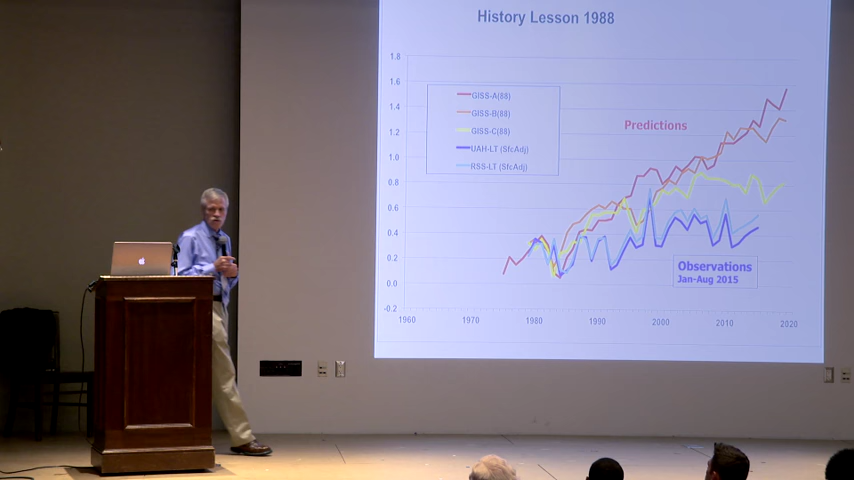 History Lesson 1988
1.8
1.6
1.4
1.2
1.0
0.8
0.6
0.4
0.2
0.0
-0.2
GISS-A(88)
GISS-B(88)
GISS-C(88)
UAH-LT (SfcAdj)
RSS-LT (SfcAdj)
Predictions
Observations
Jan-Aug 2015
1960
1970
1980
1990
2000
2010
2020